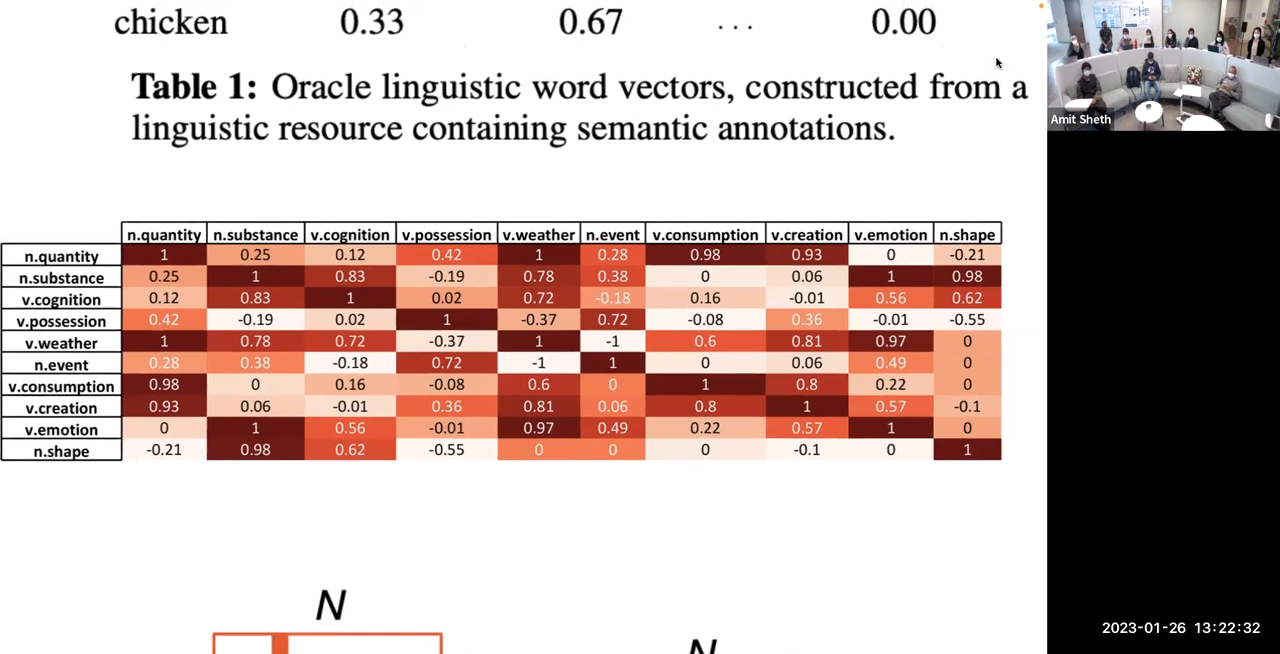 chicken 0.33 0.67 ... 0.00
Table 1: Oracle linguistic word vectors, constructed from a
linguistic resource containing semantic annotations.
Amit Sheth
n.quantity n.substance v.cognition v.possession v.weather n.event v.consumption v.creation v.emotion n.shape
n.quantity 1 0.25 0.12 0.42 1 0.28 0.98 0.93 0 -0.21
n.substance 0.25 1 0.83 -0.19 0.78 0.38 0 0.06 1 0.98
v.cognition 0.12 0.83 1 0.02 0.72 -0.18 0.16 -0.01 0.56 0.62
v.possession 0.42 -0.19 0.02 1 -0.37 0.72 -0.08 0.36 -0.01 -0.55
v.weather 1 0.78 0.72 -0.37 1 -1 0.6 0.81 0.97 0
n.event 0.28 0.38 -0.18 0.72 -1 1 0 0.06 0.49 0
v.consumption 0.98 0 0.16 -0.08 0.6 0 1 0.8 0.22 0
v.creation 0.93 0.06 -0.01 0.36 0.81 0.06 0.8 1 0.57 -0.1
v.emotion 0 1 0.56 -0.01 0.97 0.49 0.22 0.57 1 0
n.shape -0.21 0.98 0.62 -0.55 0 0 0 -0.1 0 1
N
N
2023-01-26 13:22:32